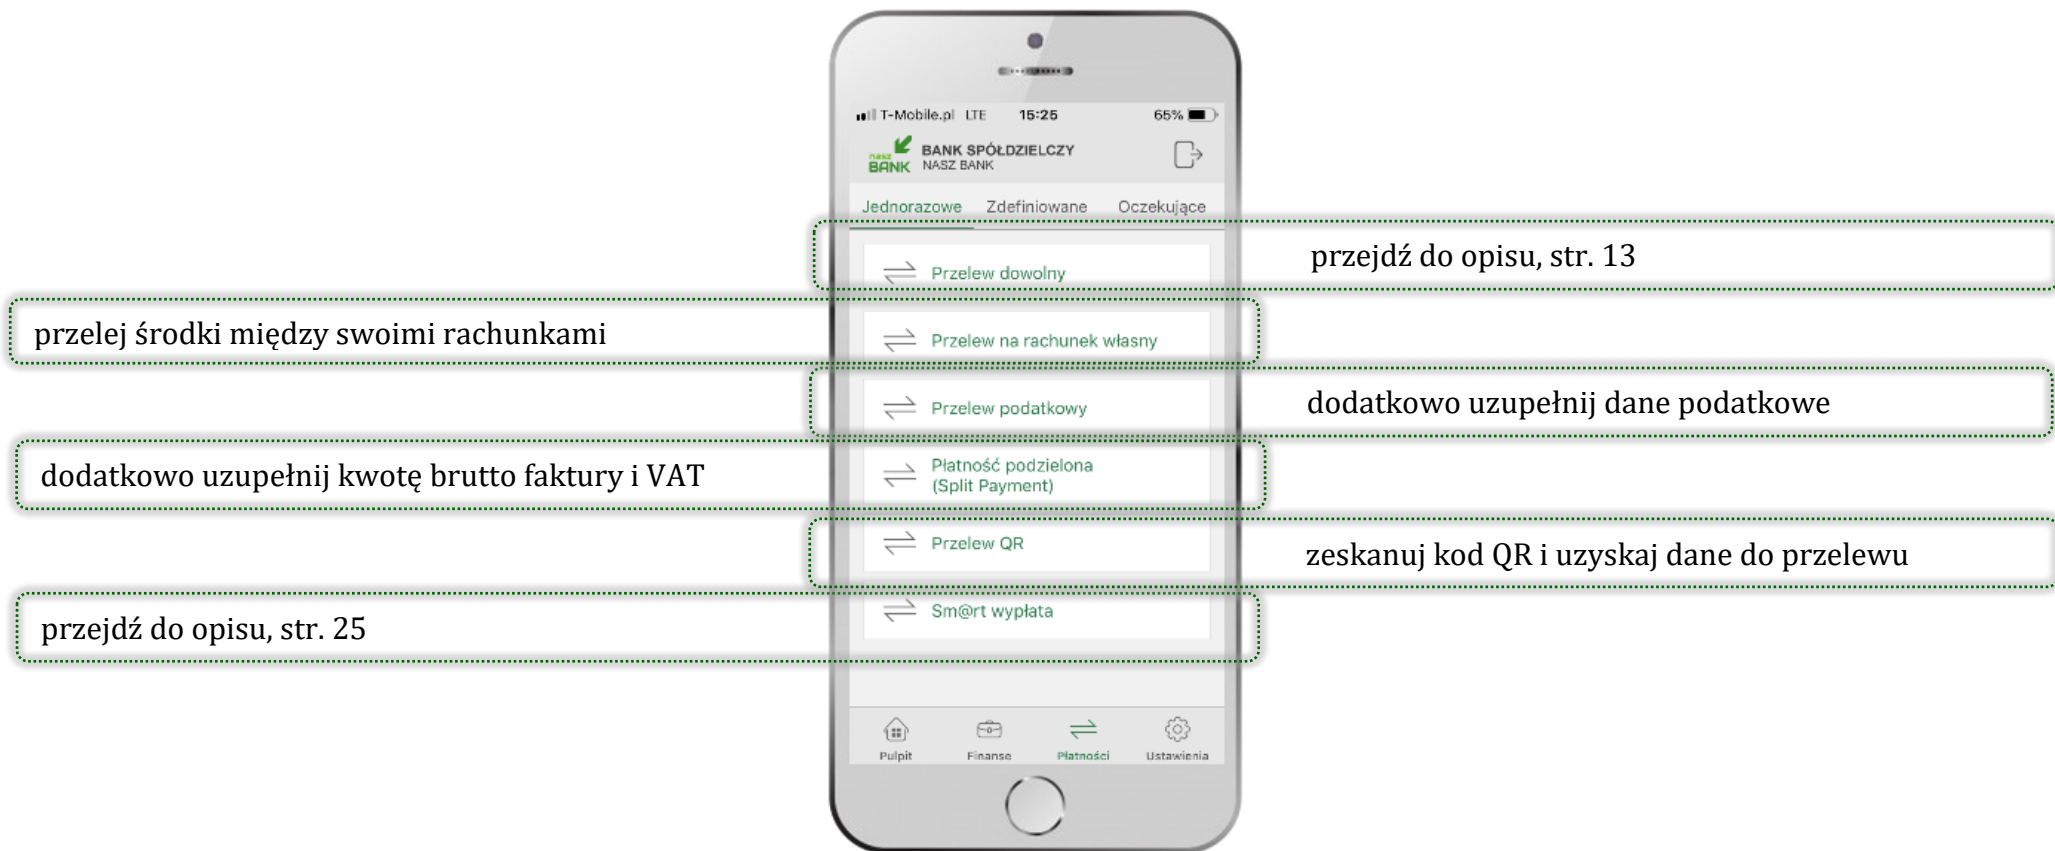 T-Mobile.pl LTE 15:25 65%
nasz BANK
BANK SPÓŁDZIELCZY
NASZ BANK
Jednorazowe Zdefiniowane Oczekujące
Przelew dowolny
przejdź do opisu, str. 13
przelej środki między swoimi rachunkami
Przelew na rachunek własny
Przelew podatkowy
dodatkowo uzupełnij dane podatkowe
dodatkowo uzupełnij kwotę brutto faktury i VAT
Płatność podzielona
(Split Payment)
Przelew QR
zeskanuj kod QR i uzyskaj dane do przelewu
przejdź do opisu, str. 25
Sm@rt wypłata
Pulpit Finanse Płatności Ustawienia